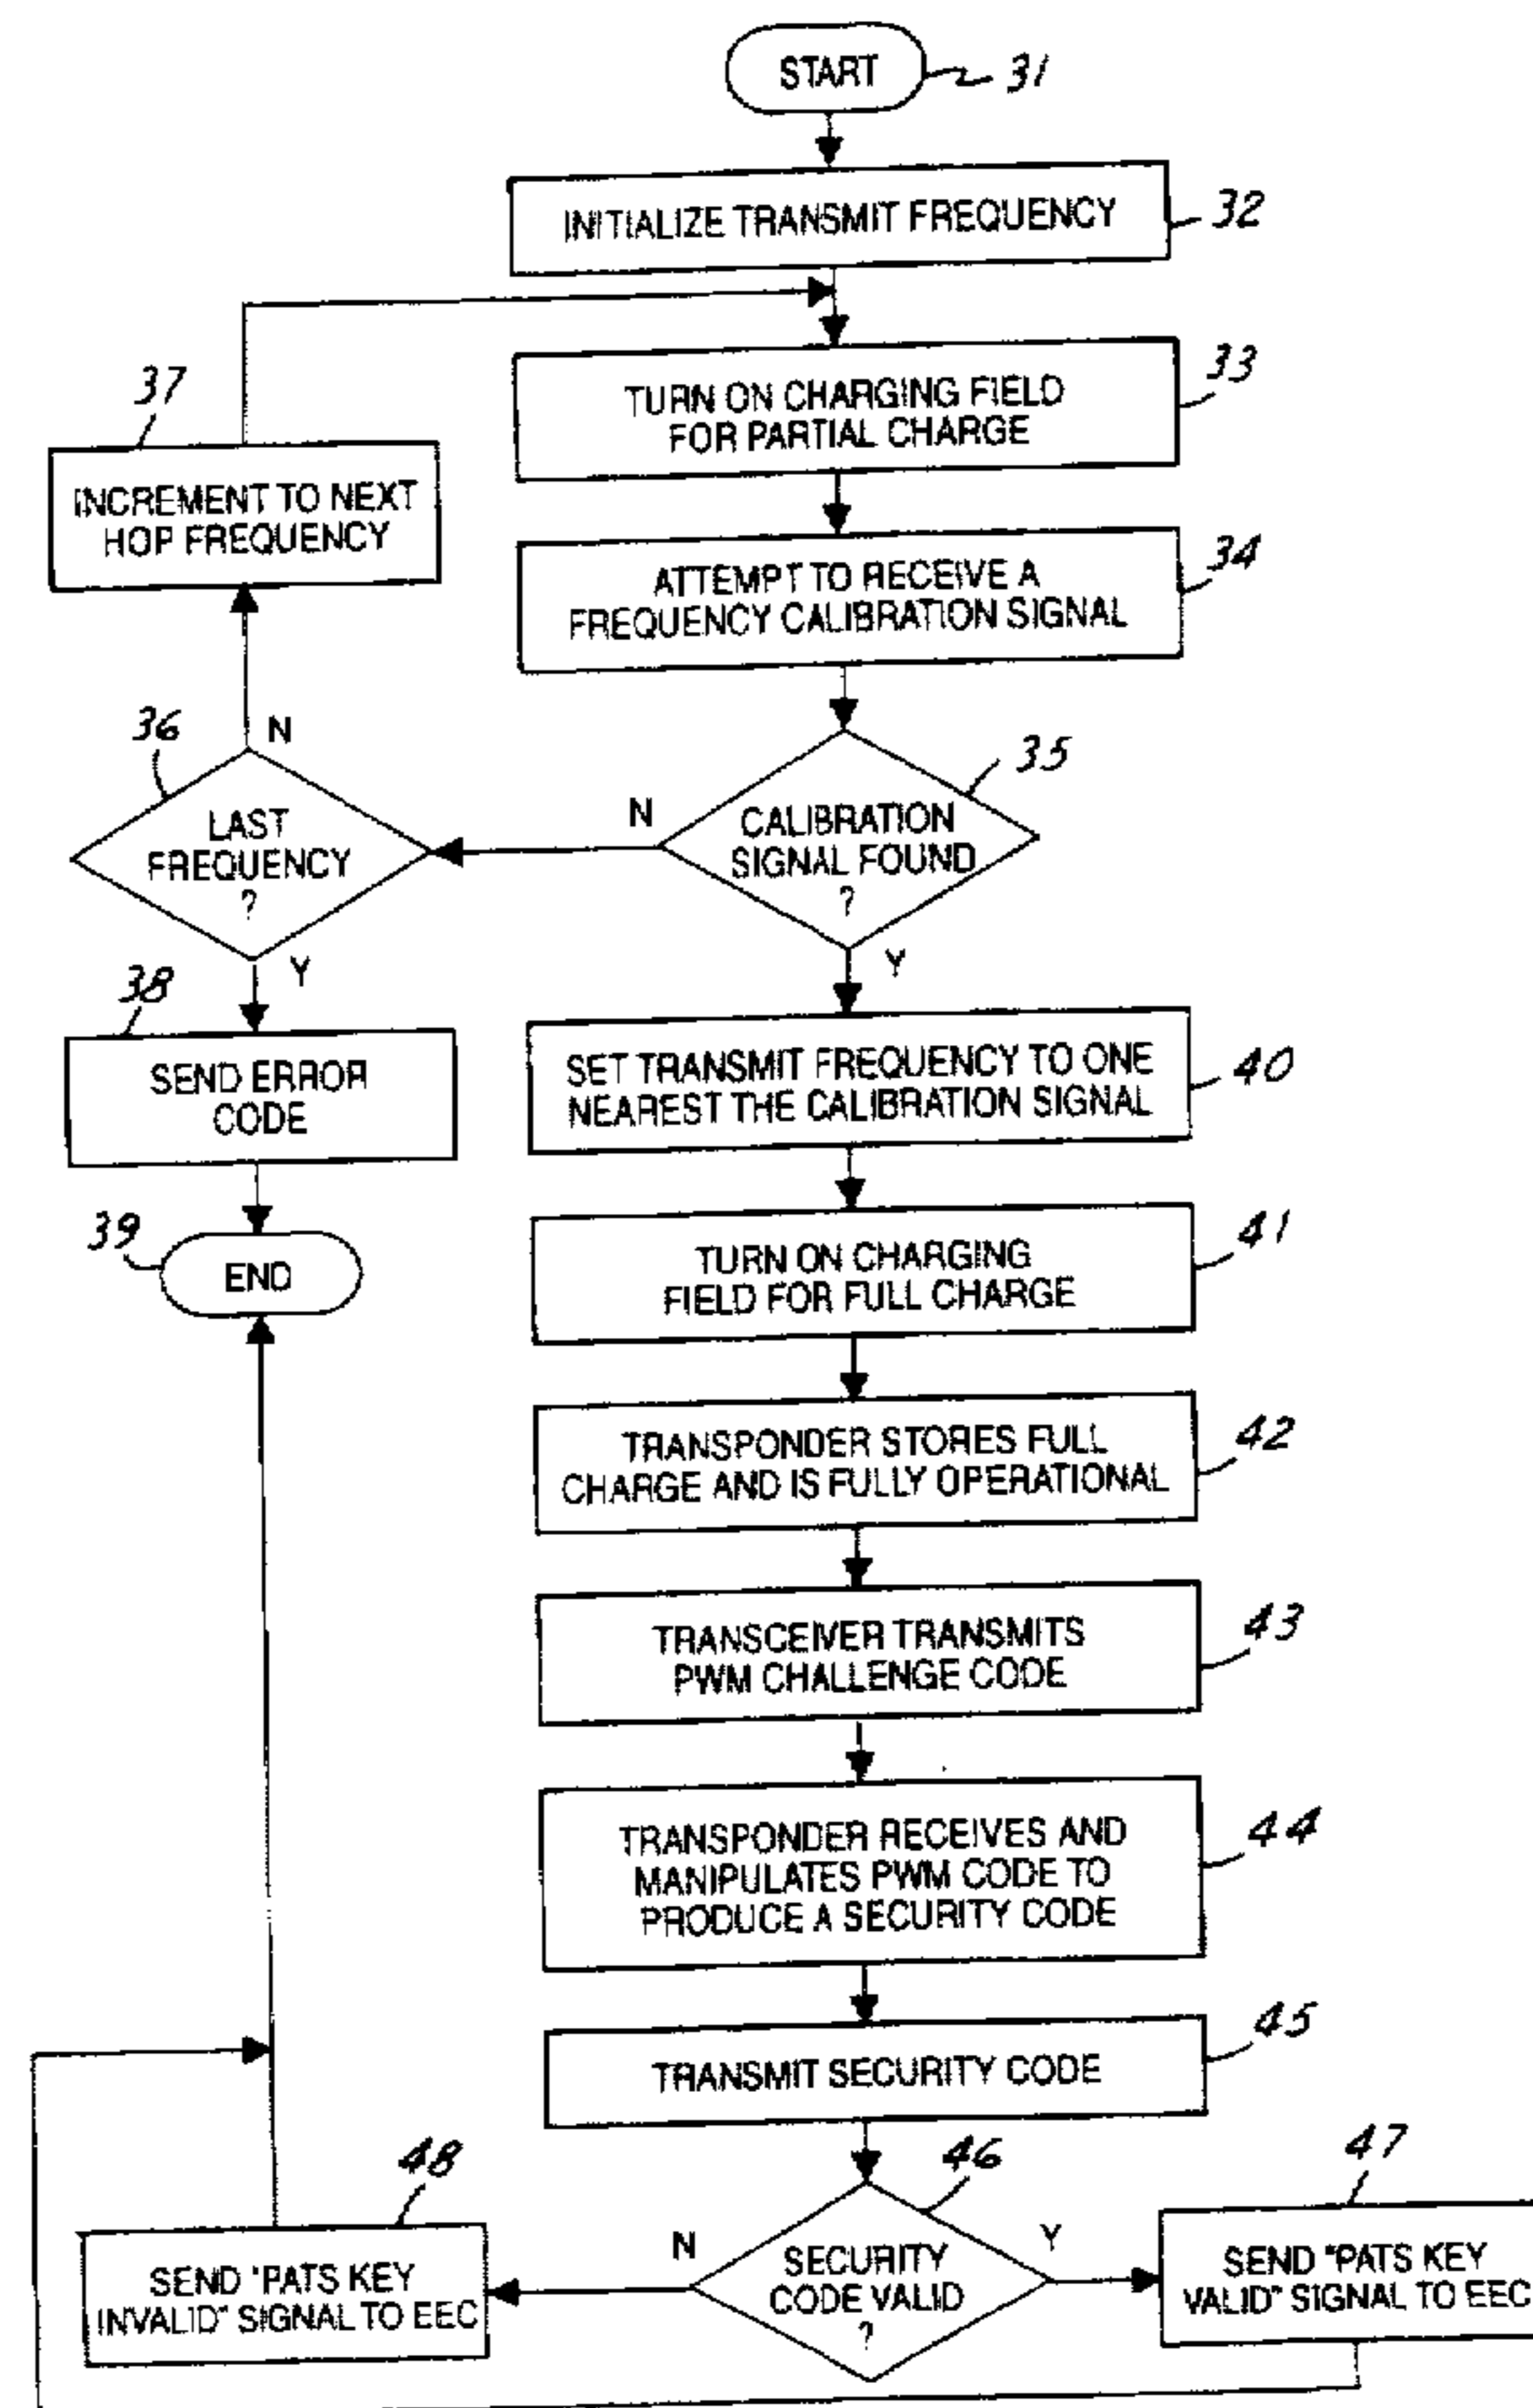 START
31
INITIALIZE TRANSMIT FREQUENCY
32
37
INCREMENT TO NEXT
HOP FREQUENCY
TURN ON CHARGING FIELD
FOR PARTIAL CHARGE
33
ATTEMPT TO RECEIVE A
FREQUENCY CALIBRATION SIGNAL
34
36
N
LAST
FREQUENCY
?
Y
N
35
CALIBRATION
SIGNAL FOUND
?
Y
38
SEND ERROR
CODE
39
END
SET TRANSMIT FREQUENCY TO ONE
NEAREST THE CALIBRATION SIGNAL
40
TURN ON CHARGING
FIELD FOR FULL CHARGE
41
TRANSPONDER STORES FULL
CHARGE AND IS FULLY OPERATIONAL
42
TRANSCEIVER TRANSMITS
PWM CHALLENGE CODE
43
TRANSPONDER RECEIVES AND
MANIPULATES PWM CODE TO
PRODUCE A SECURITY CODE
44
TRANSMIT SECURITY CODE
45
48
SEND "PATS KEY
INVALID" SIGNAL TO EEC
N
46
SECURITY
CODE VALID
?
Y
47
SEND "PATS KEY
VALID" SIGNAL TO EEC